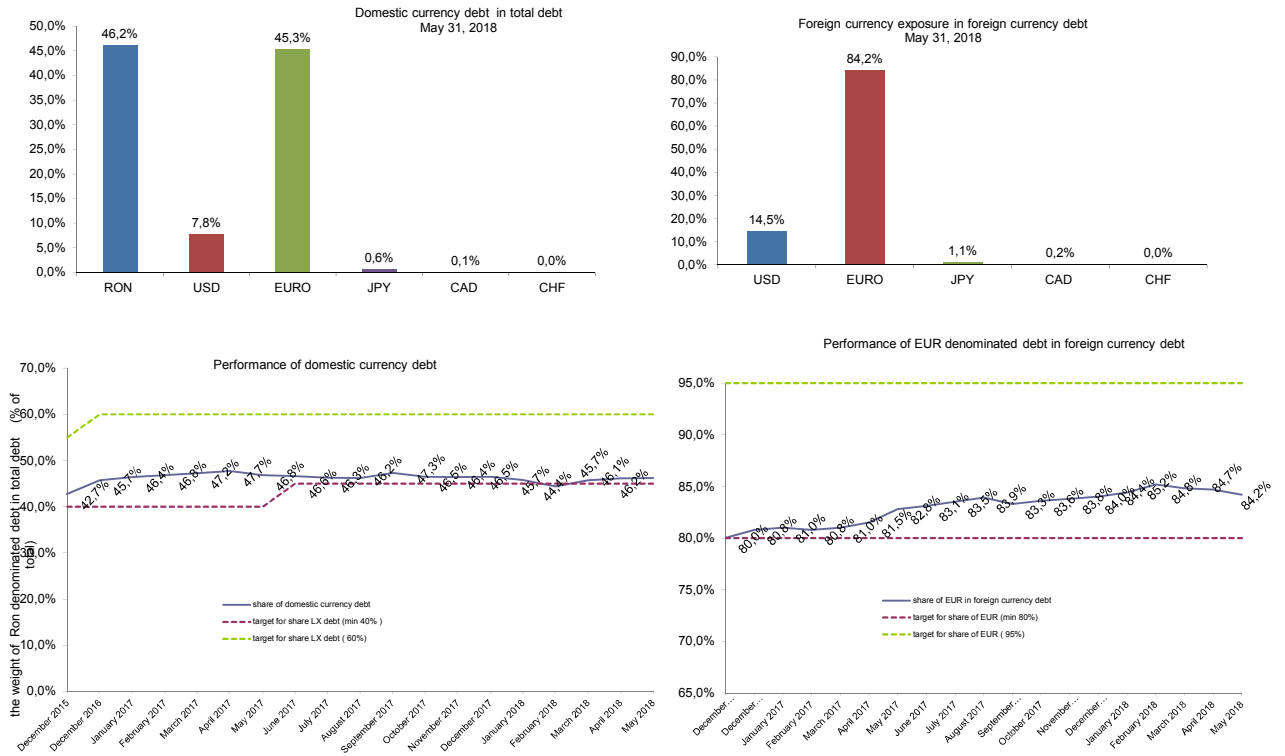 Domestic currency debt in total debt
May 31, 2018
50,0%
45,0%
40,0%
35,0%
30,0%
25,0%
20,0%
15,0%
10,0%
5,0%
0,0%
46,2%
7,8%
45,3%
0,6%
0,1%
0,0%
RON
USD
EURO
JPY
CAD
CHF
Foreign currency exposure in foreign currency debt
May 31, 2018
90,0%
80,0%
70,0%
60,0%
50,0%
40,0%
30,0%
20,0%
10,0%
0,0%
14,5%
84,2%
1,1%
0,2%
0,0%
USD
EURO
JPY
CAD
CHF
Performance of domestic currency debt
the weight of Ron denominated debt in total debt (% of
total)
70,0%
60,0%
50,0%
40,0%
30,0%
20,0%
10,0%
0,0%
42,7%
45,7%
46,4%
46,8%
47,2%
47,7%
46,8%
46,6%
46,3%
46,2%
47,3%
46,5%
46,4%
46,5%
45,7%
44,4%
45,7%
46,1%
46,2%
share of domestic currency debt
target for share LX debt (min 40% )
target for share LX debt ( 60%)
December 2015
December 2016
January 2017
February 2017
March 2017
April 2017
May 2017
June 2017
July 2017
August 2017
September 2017
October 2017
November 2017
December 2017
January 2018
February 2018
March 2018
April 2018
May 2018
Performance of EUR denominated debt in foreign currency debt
95,0%
90,0%
85,0%
80,0%
75,0%
70,0%
65,0%
80,0%
80,8%
81,0%
80,8%
81,0%
81,5%
82,8%
83,1%
83,5%
83,9%
83,3%
83,6%
83,8%
84,0%
84,4%
85,2%
84,8%
84,7%
84,2%
share of EUR in foreign currency debt
target for share of EUR (min 80%)
target for share of EUR ( 95%)
December...
December...
January 2017
February 2017
March 2017
April 2017
May 2017
June 2017
July 2017
August 2017
September...
October 2017
November...
December...
January 2018
February 2018
March 2018
April 2018
May 2018